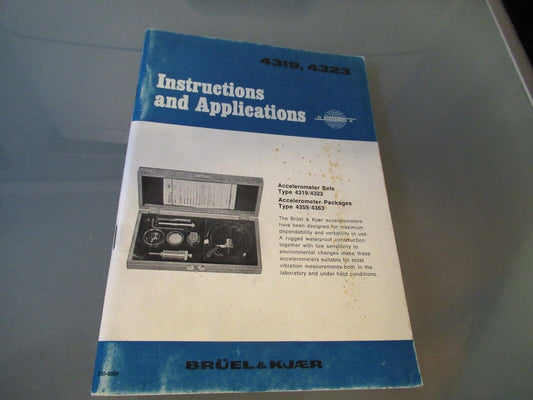 4319, 4323
Instructions
and Applications
Accelerometer Sets
Type 4319/4323
Accelerometer Packages
Type 4359/4363
The Brüel & Kjær accelerometers
have been designed for maximum
dependability and versatility in use.
A rugged waterproof construction
together with low sensitivity to
environmental changes make these
accelerometers suitable for most
vibration measurements both in the
laboratory and under field conditions.
BRÜEL & KJÆR